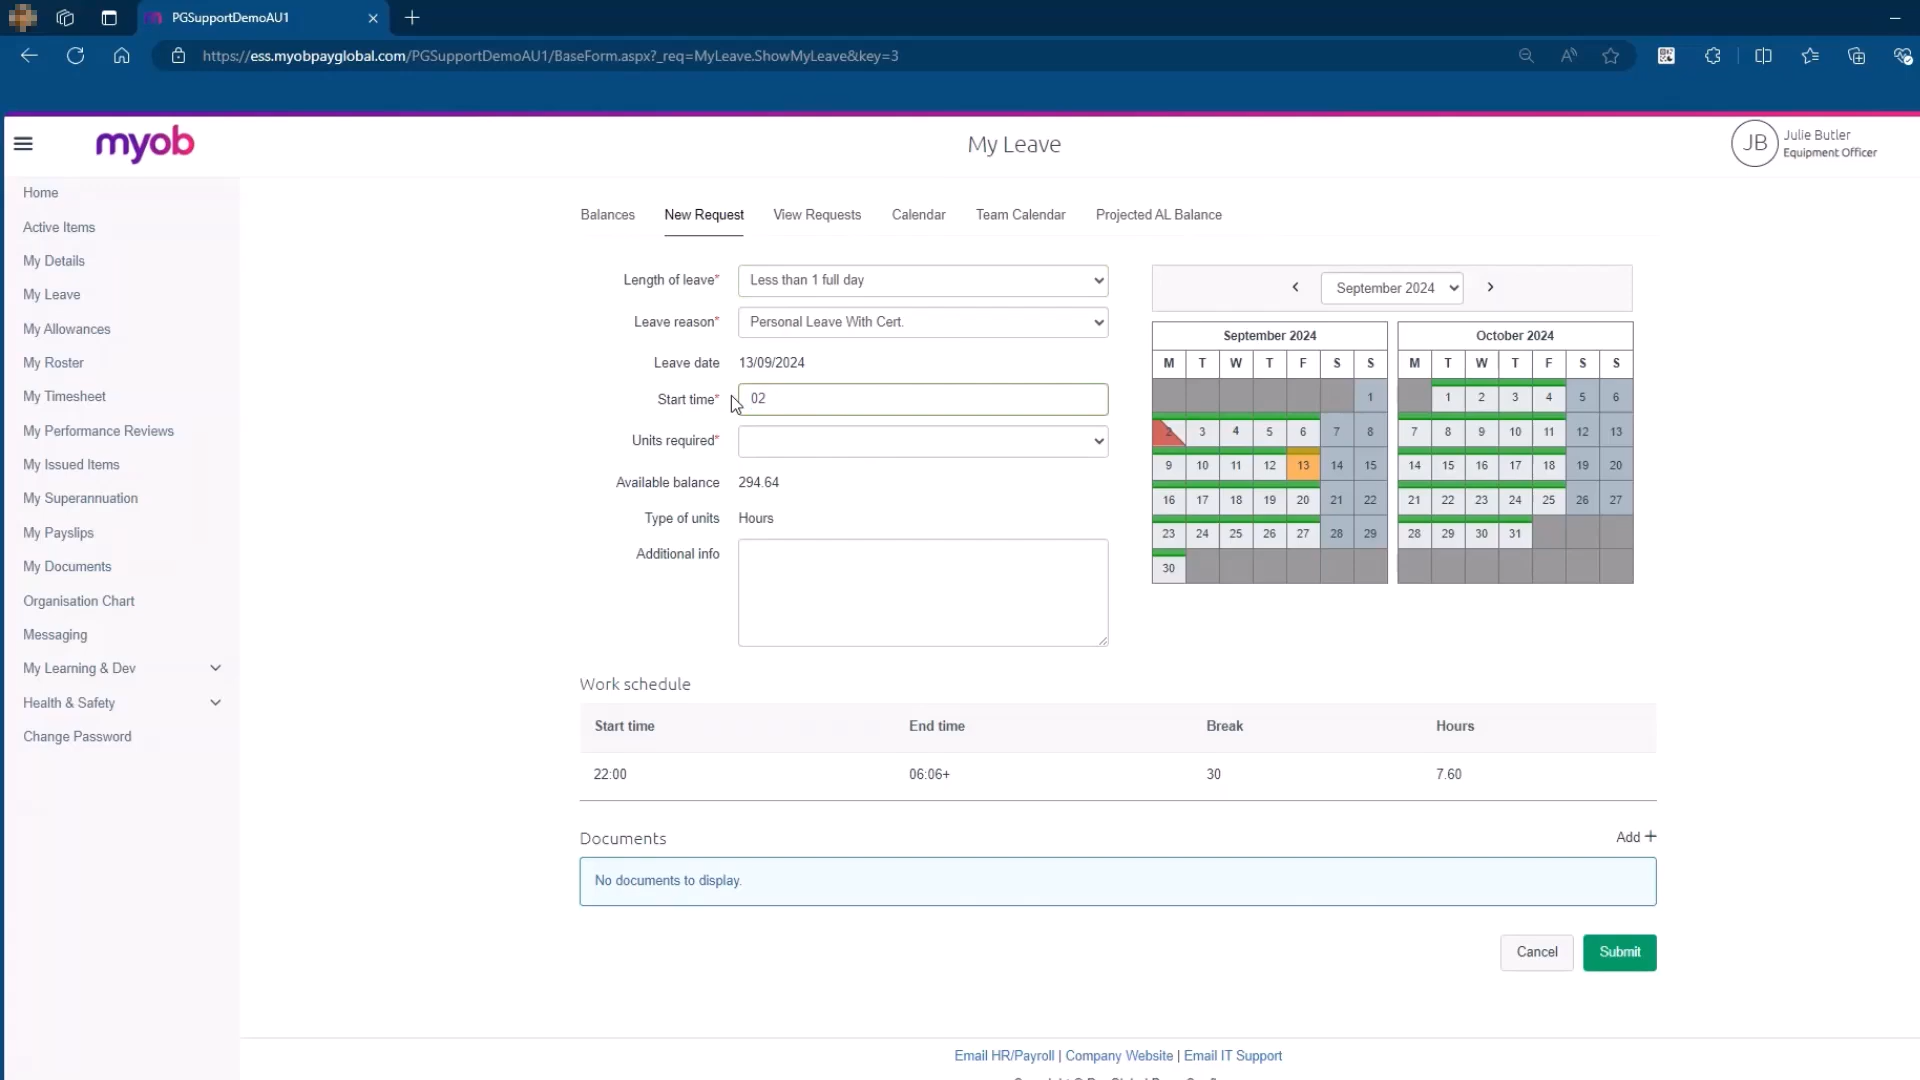 PGSupportDemoAU1
https://ess.myobpayglobal.com/PGSupportDemoAU1/BaseForm.aspx?_req=MyLeave.ShowMyLeave&key=3
myob
My Leave
JB
Julie Butler
Equipment Officer
Home
Active Items
My Details
My Leave
My Allowances
My Roster
My Timesheet
My Performance Reviews
My Issued Items
My Superannuation
My Payslips
My Documents
Organisation Chart
Messaging
My Learning & Dev
Health & Safety
Change Password
Balances New Request View Requests Calendar Team Calendar Projected AL Balance
Length of leave* Less than 1 full day
Leave reason* Personal Leave With Cert.
Leave date 13/09/2024
Start time* 02
Units required*
Available balance 294.64
Type of units Hours
Additional info
September 2024
September 2024
M T W T F S S
1
2 3 4 5 6 7 8
9 10 11 12 13 14 15
16 17 18 19 20 21 22
23 24 25 26 27 28 29
30
October 2024
M T W T F S S
1 2 3 4 5 6
7 8 9 10 11 12 13
14 15 16 17 18 19 20
21 22 23 24 25 26 27
28 29 30 31
Work schedule
Start time End time Break Hours
22:00 06:06+ 30 7.60
Documents Add +
No documents to display.
Cancel Submit
Email HR/Payroll | Company Website | Email IT Support